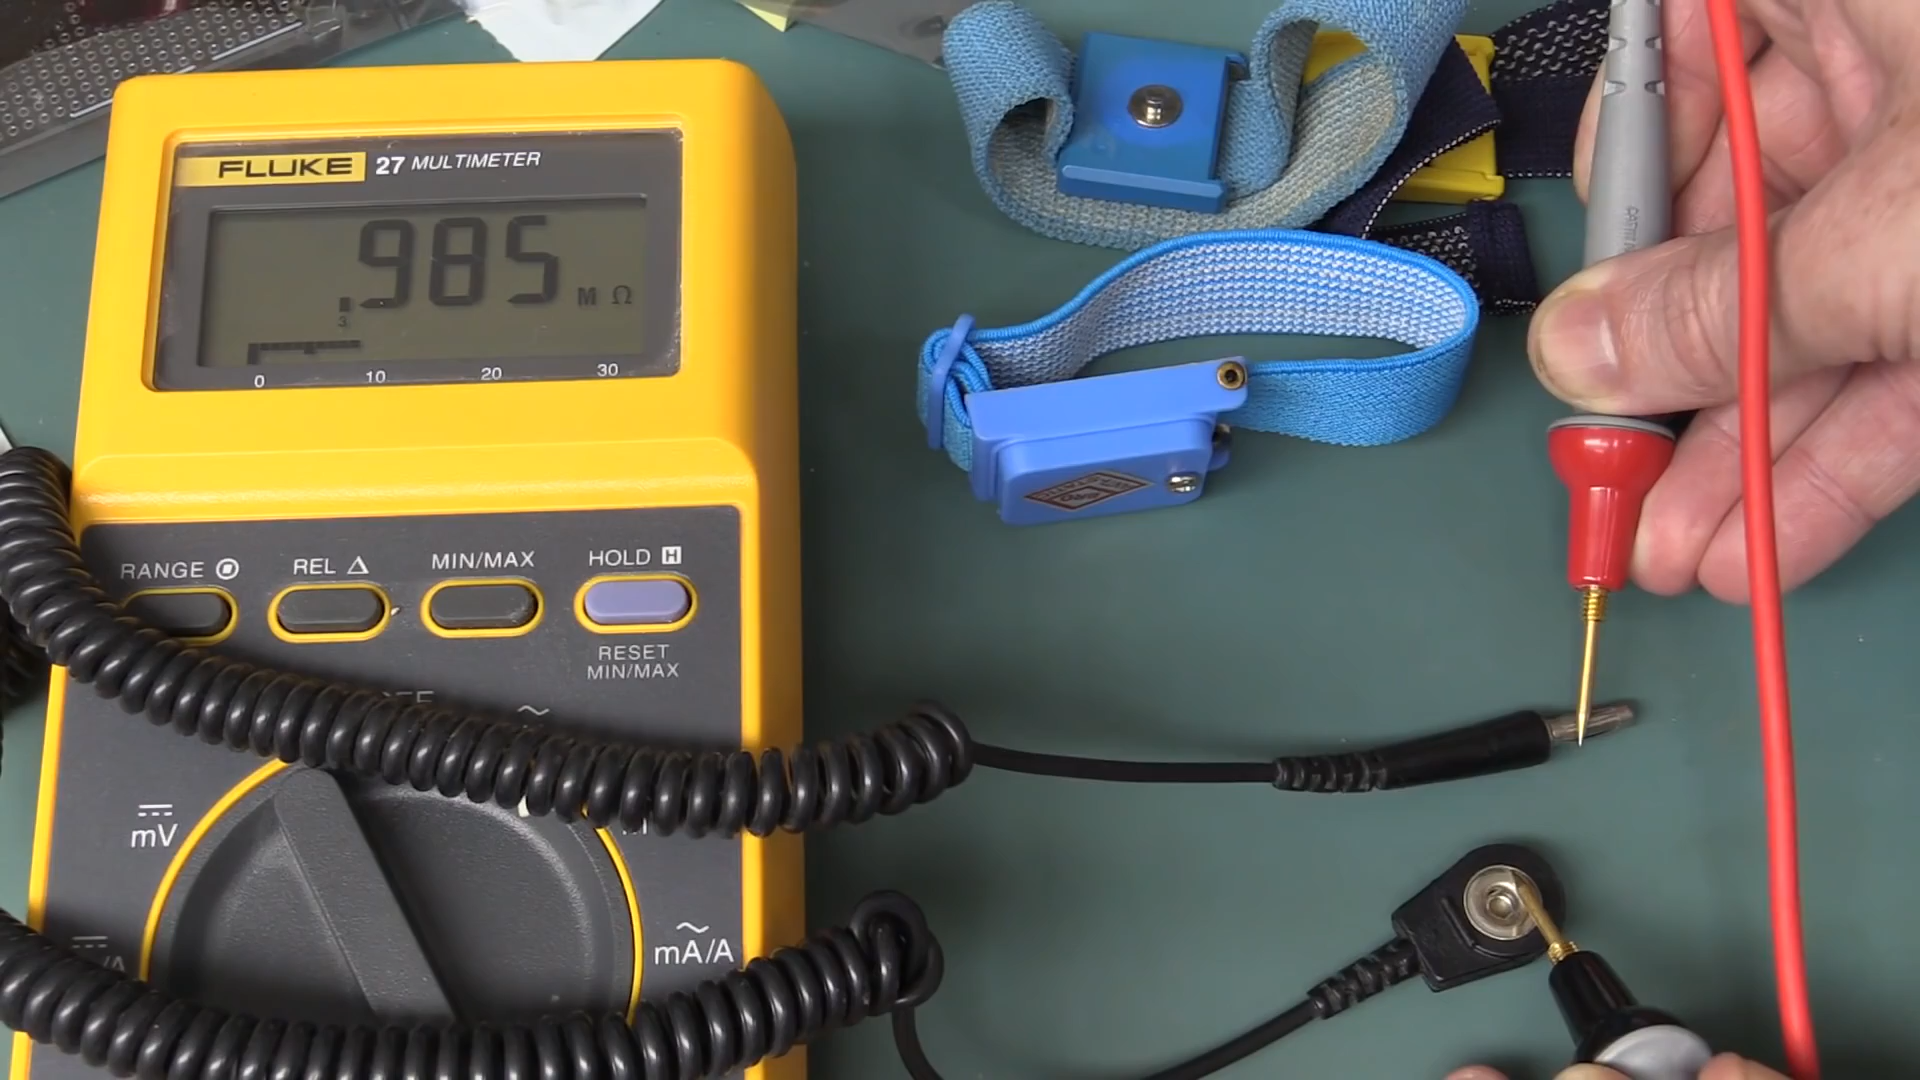 FLUKE 27 MULTIMETER
.985 MΩ
3
0 10 20 30
RANGE REL Δ MIN/MAX HOLD H
RESET
MIN/MAX
mV
mA/A